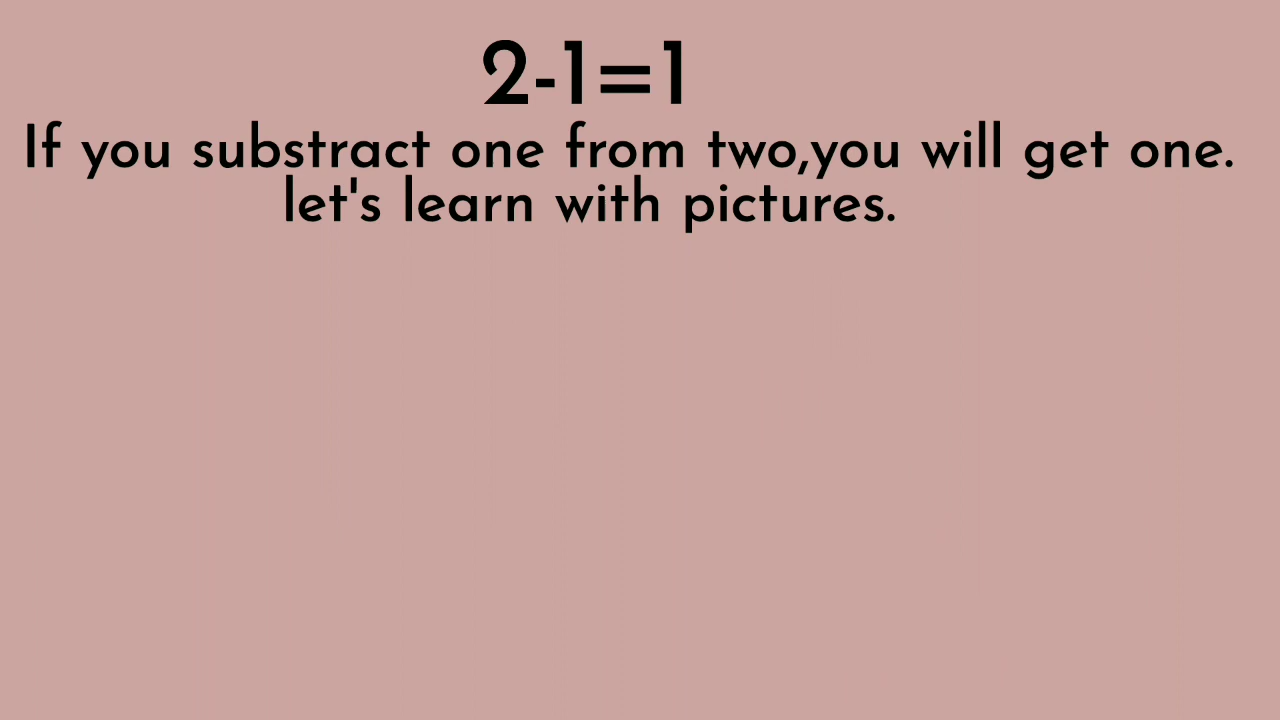 2-1=1
If you substract one from two,you will get one.
let's learn with pictures.